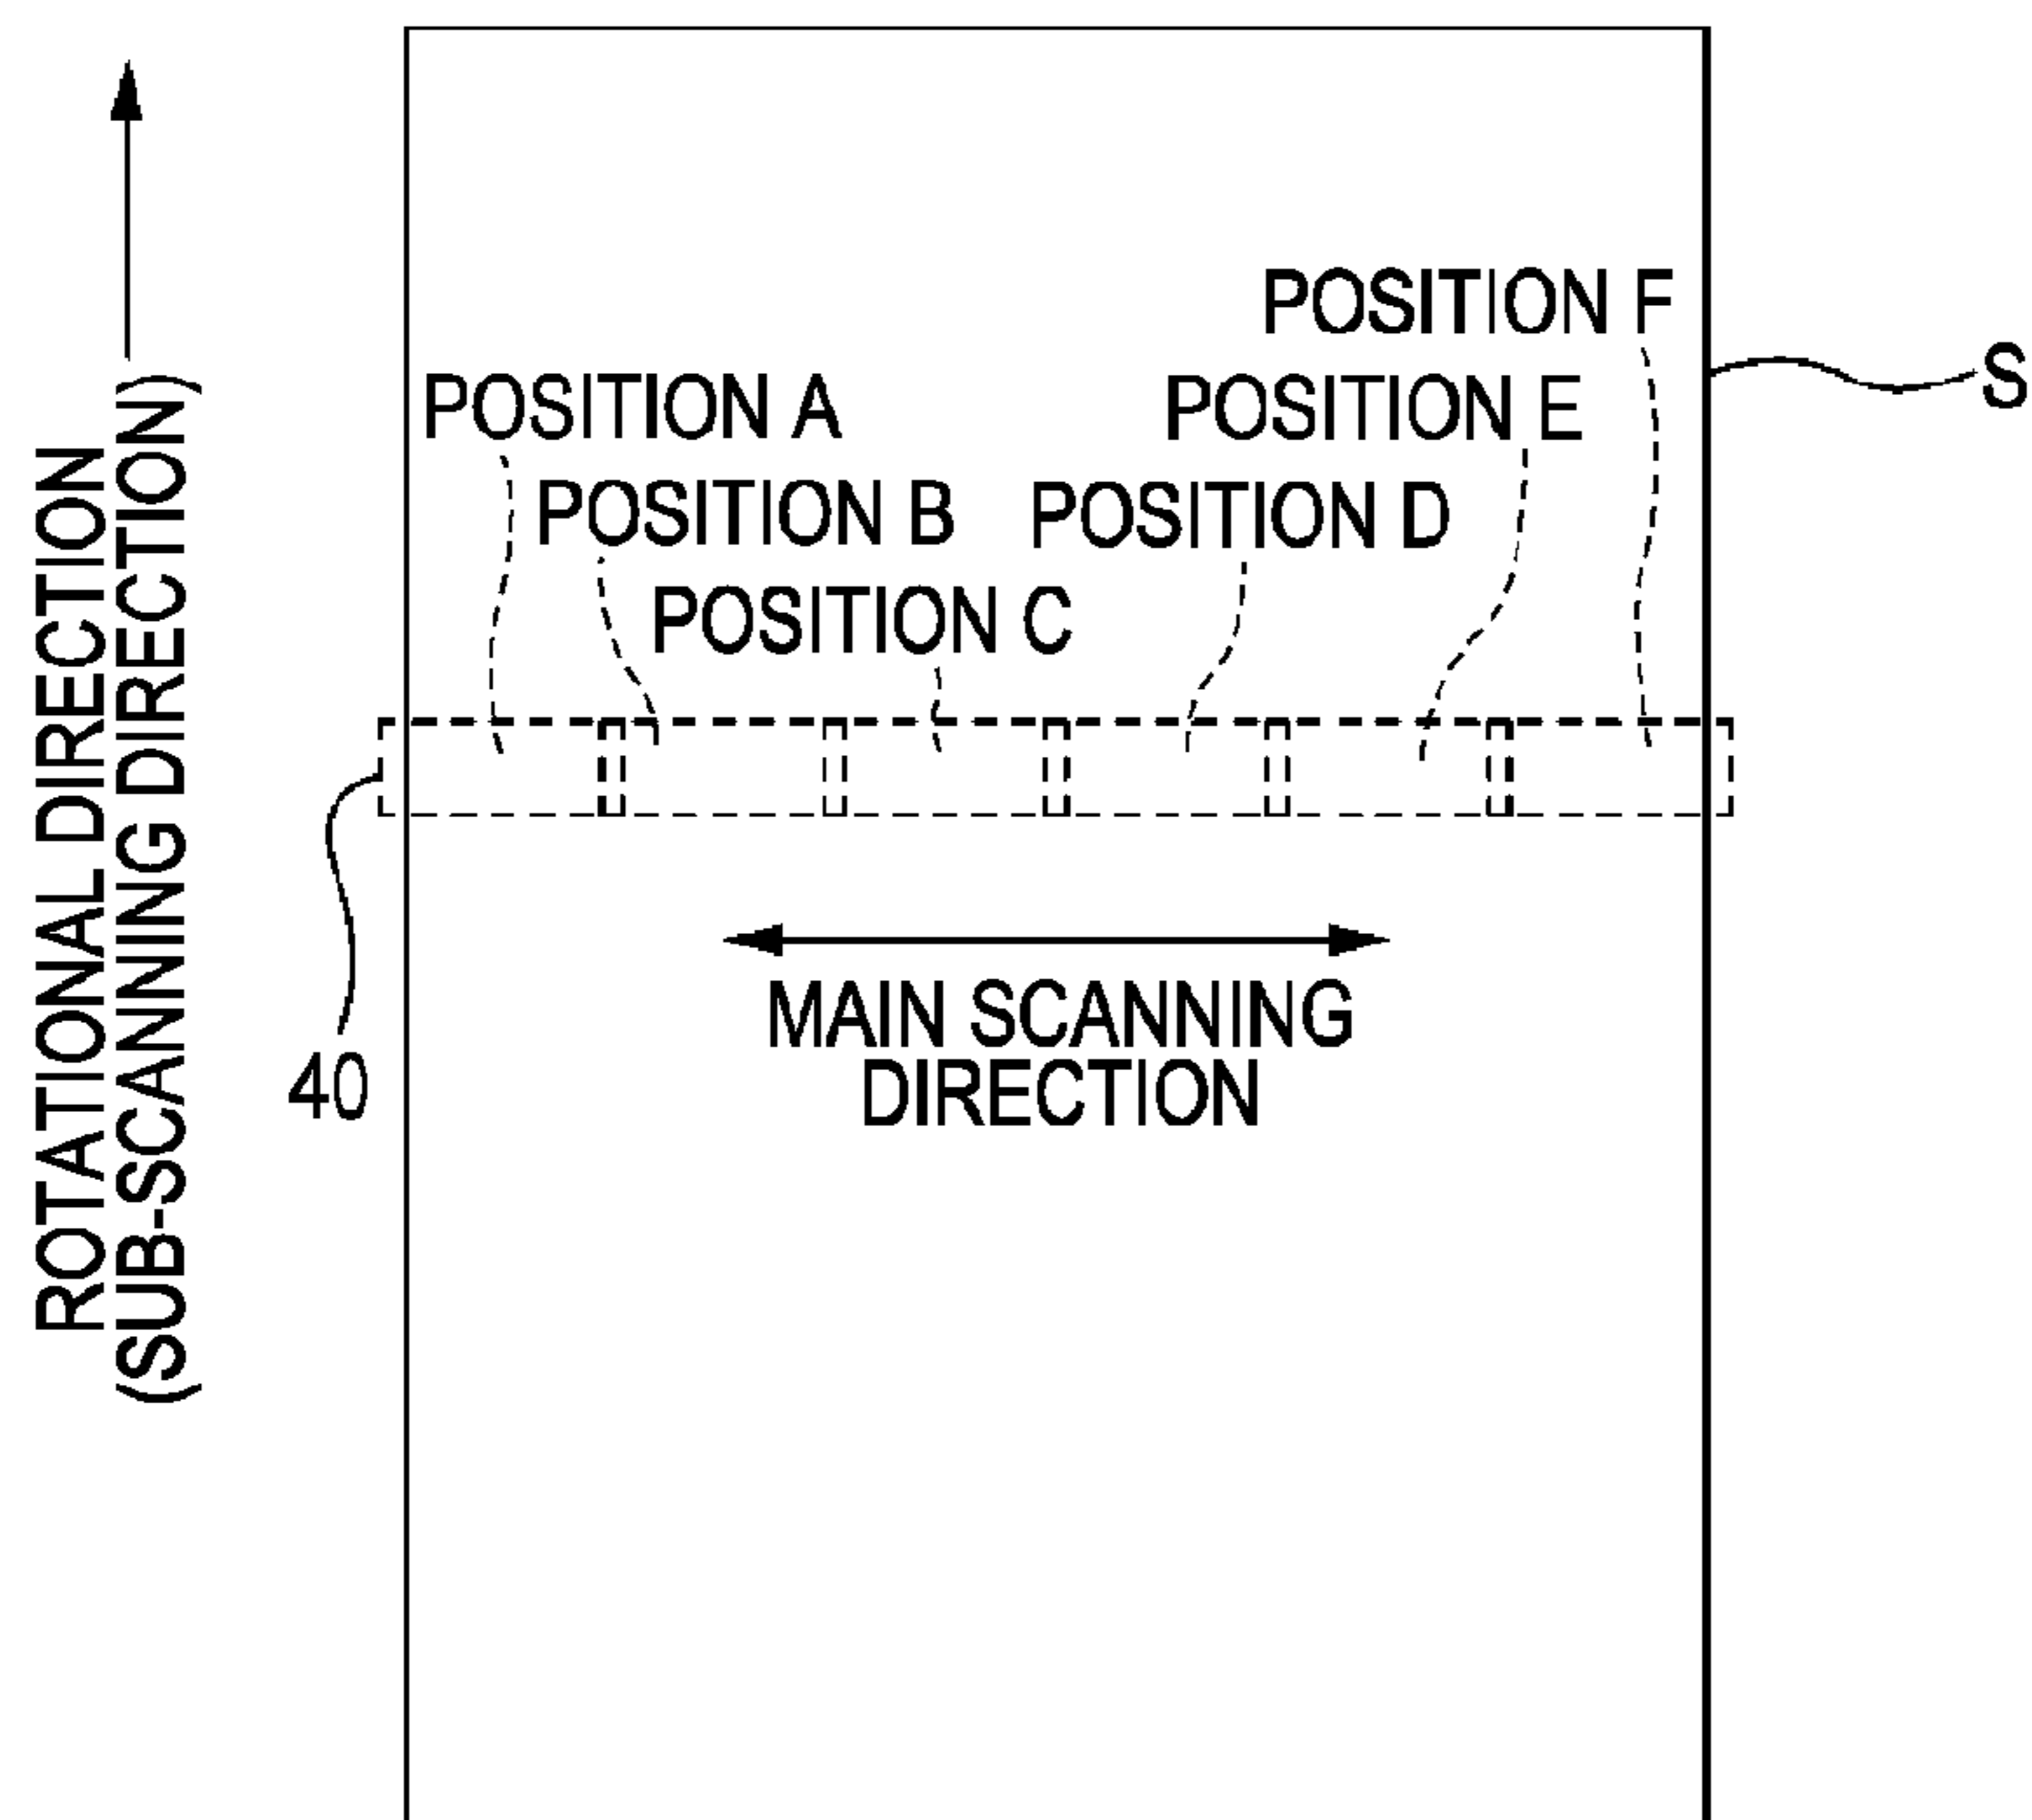 ROTATIONAL DIRECTION
(SUB-SCANNING DIRECTION)
POSITION F
S
POSITION A
POSITION E
POSITION B
POSITION D
POSITION C
MAIN SCANNING
DIRECTION
40